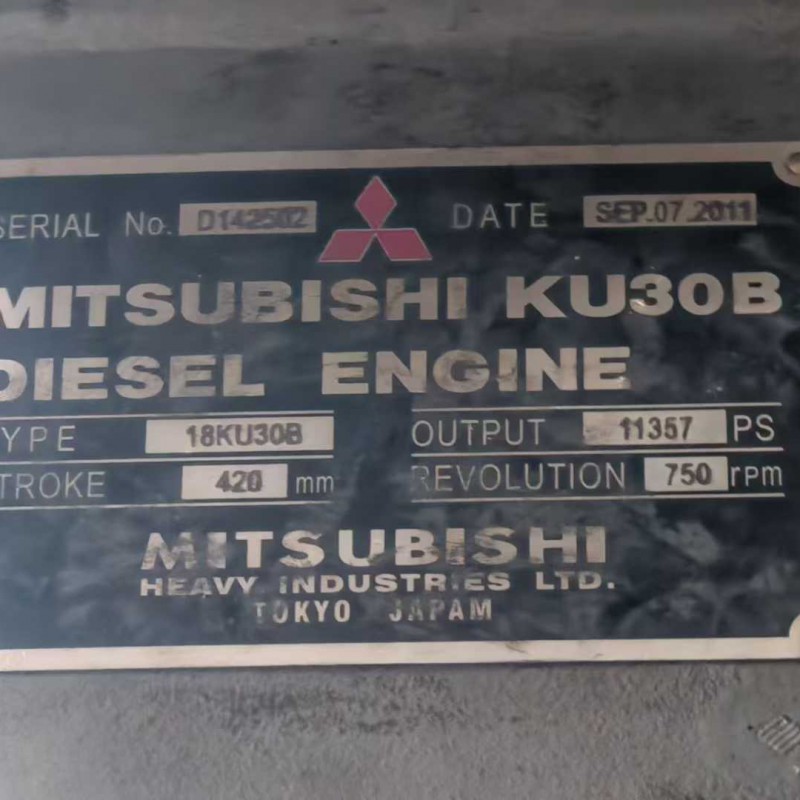 SERIAL No. D142502 DATE SEP.07.2011
MITSUBISHI KU30B
DIESEL ENGINE
TYPE 18KU30B OUTPUT 11357 PS
STROKE 420 mm REVOLUTION 750 rpm
MITSUBISHI
HEAVY INDUSTRIES LTD.
TOKYO JAPAM